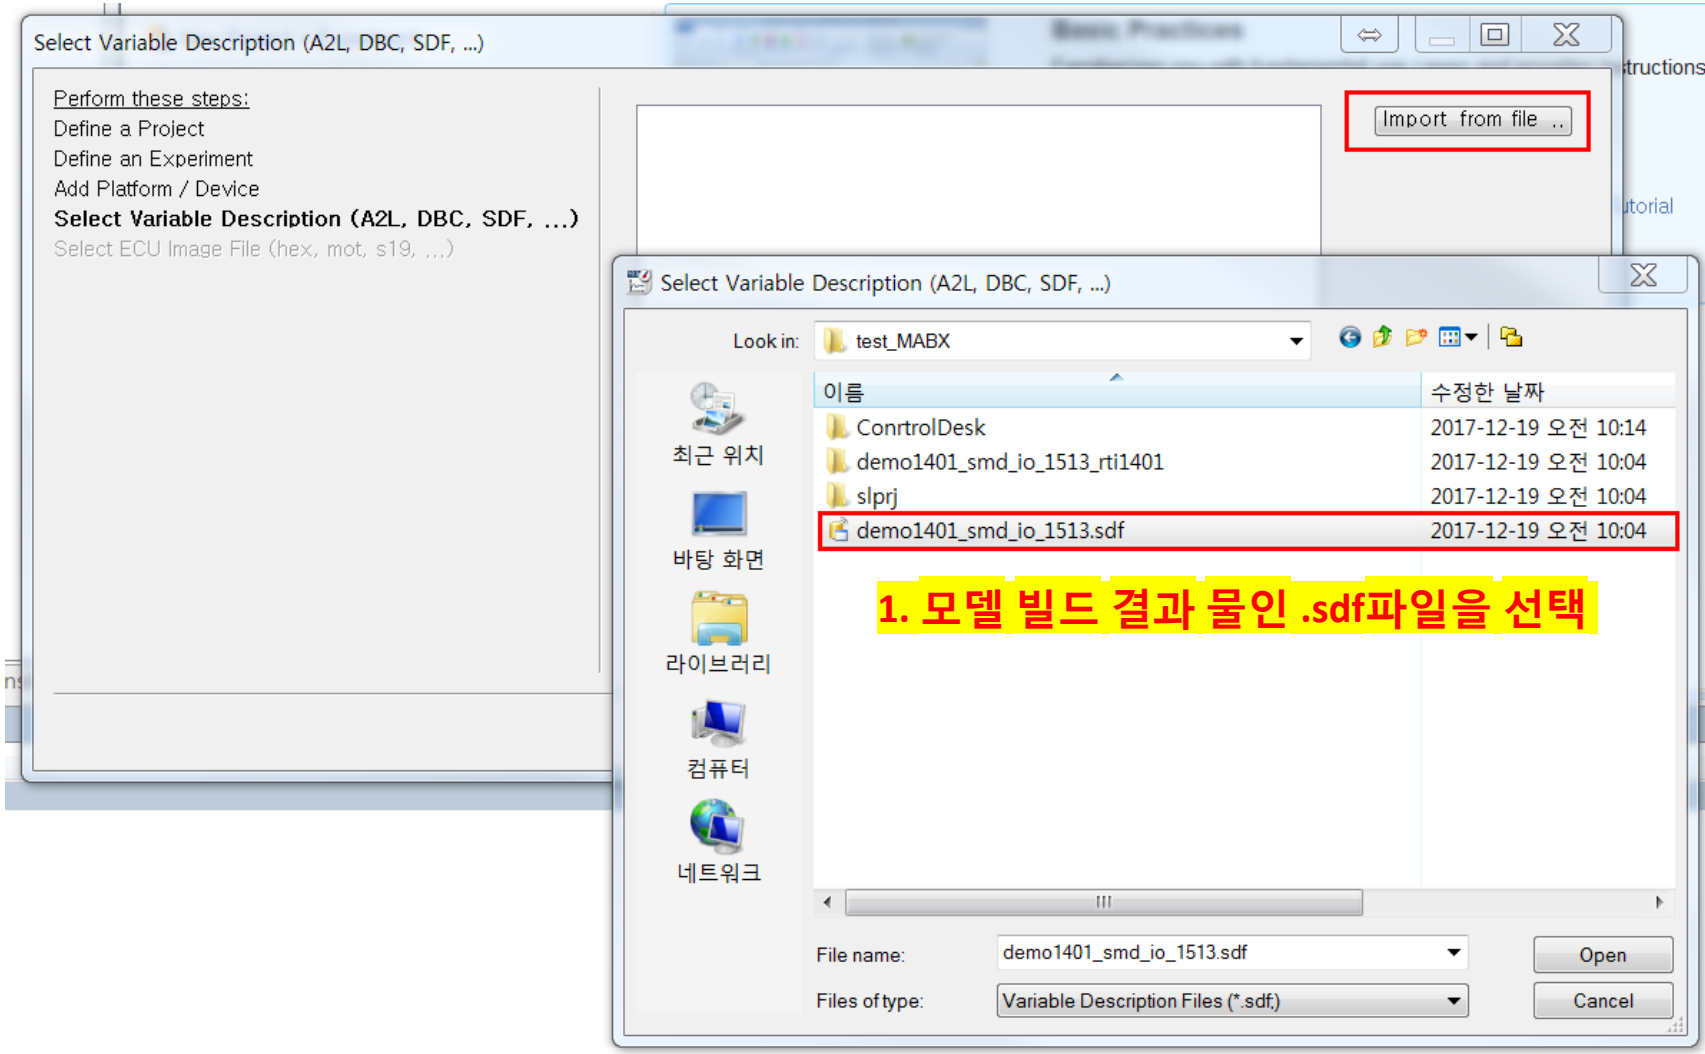 Basic Practices
Select Variable Description (A2L, DBC, SDF, ...)
structions
Perform these steps:
Define a Project
Define an Experiment
Add Platform / Device
Select Variable Description (A2L, DBC, SDF, ...)
Select ECU Image File (hex, mot, s19, ...)
Import from file ..
utorial
Select Variable Description (A2L, DBC, SDF, ...)
Look in:
test_MABX
이름
수정한 날짜
ConrtrolDesk
2017-12-19 오전 10:14
demo1401_smd_io_1513_rti1401
2017-12-19 오전 10:04
slprj
2017-12-19 오전 10:04
demo1401_smd_io_1513.sdf
2017-12-19 오전 10:04
최근 위치
바탕 화면
라이브러리
컴퓨터
네트워크
1. 모델 빌드 결과 물인 .sdf파일을 선택
ns
File name:
demo1401_smd_io_1513.sdf
Open
Files of type:
Variable Description Files (*.sdf;)
Cancel